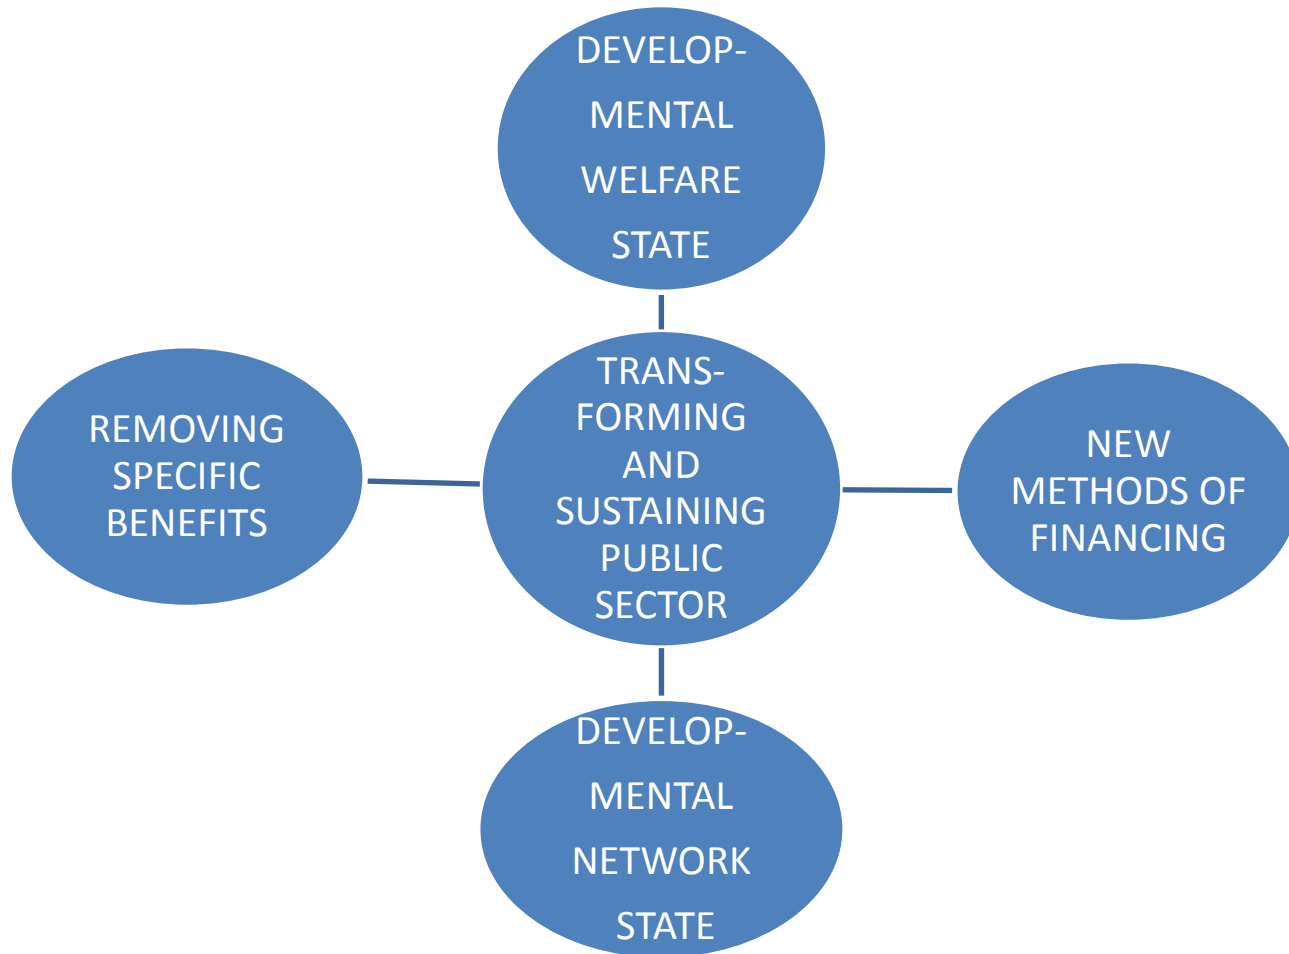 DEVELOP-
MENTAL
WELFARE
STATE
REMOVING
SPECIFIC
BENEFITS
TRANS-
FORMING
AND
SUSTAINING
PUBLIC
SECTOR
NEW
METHODS OF
FINANCING
DEVELOP-
MENTAL
NETWORK
STATE